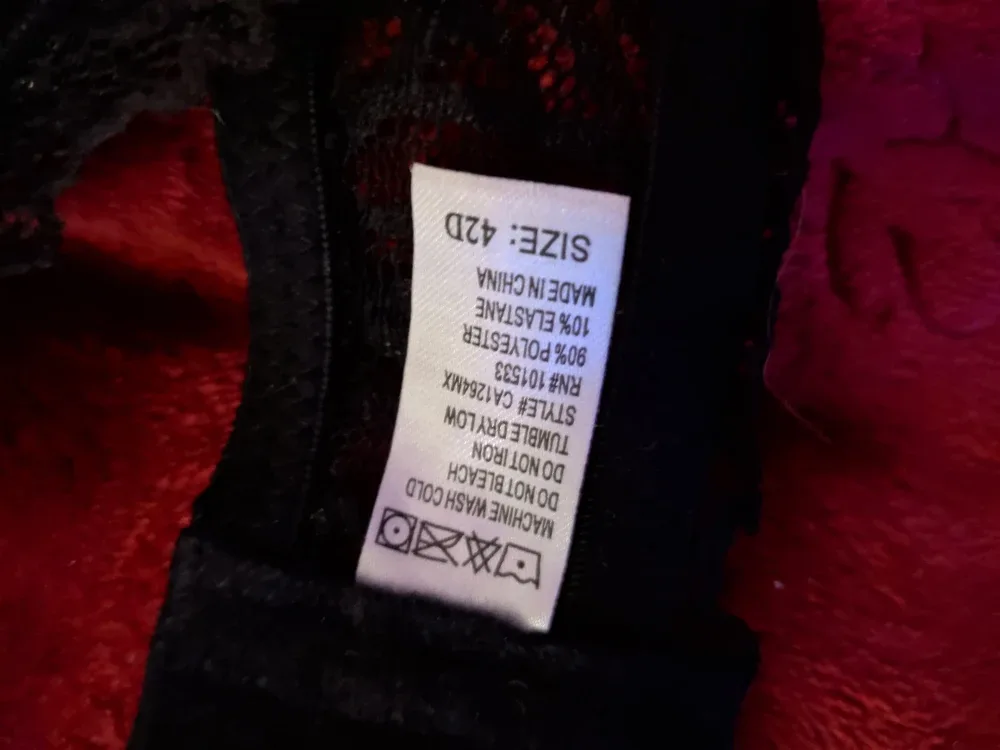 MACHINE WASH COLD
DO NOT BLEACH
DO NOT IRON
TUMBLE DRY LOW
STYLE# CA1264MX
RN# 101533
90% POLYESTER
10% ELASTANE
MADE IN CHINA
SIZE: 42D